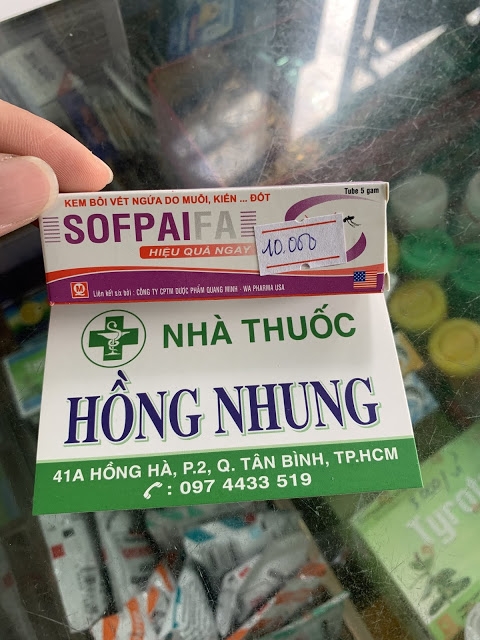 KEM BÔI VẾT NGỨA DO MUỖI, KIẾN ... ĐỐT
Tube 5 gam
SOFPAIFA
HIỆU QUẢ NGAY
10.000
Liên kết sx bởi : CÔNG TY CPTM DƯỢC PHẨM QUANG MINH - WA PHARMA USA
NHÀ THUỐC
HỒNG NHUNG
41A HỒNG HÀ, P.2, Q. TÂN BÌNH, TP.HCM
: 097 4433 519